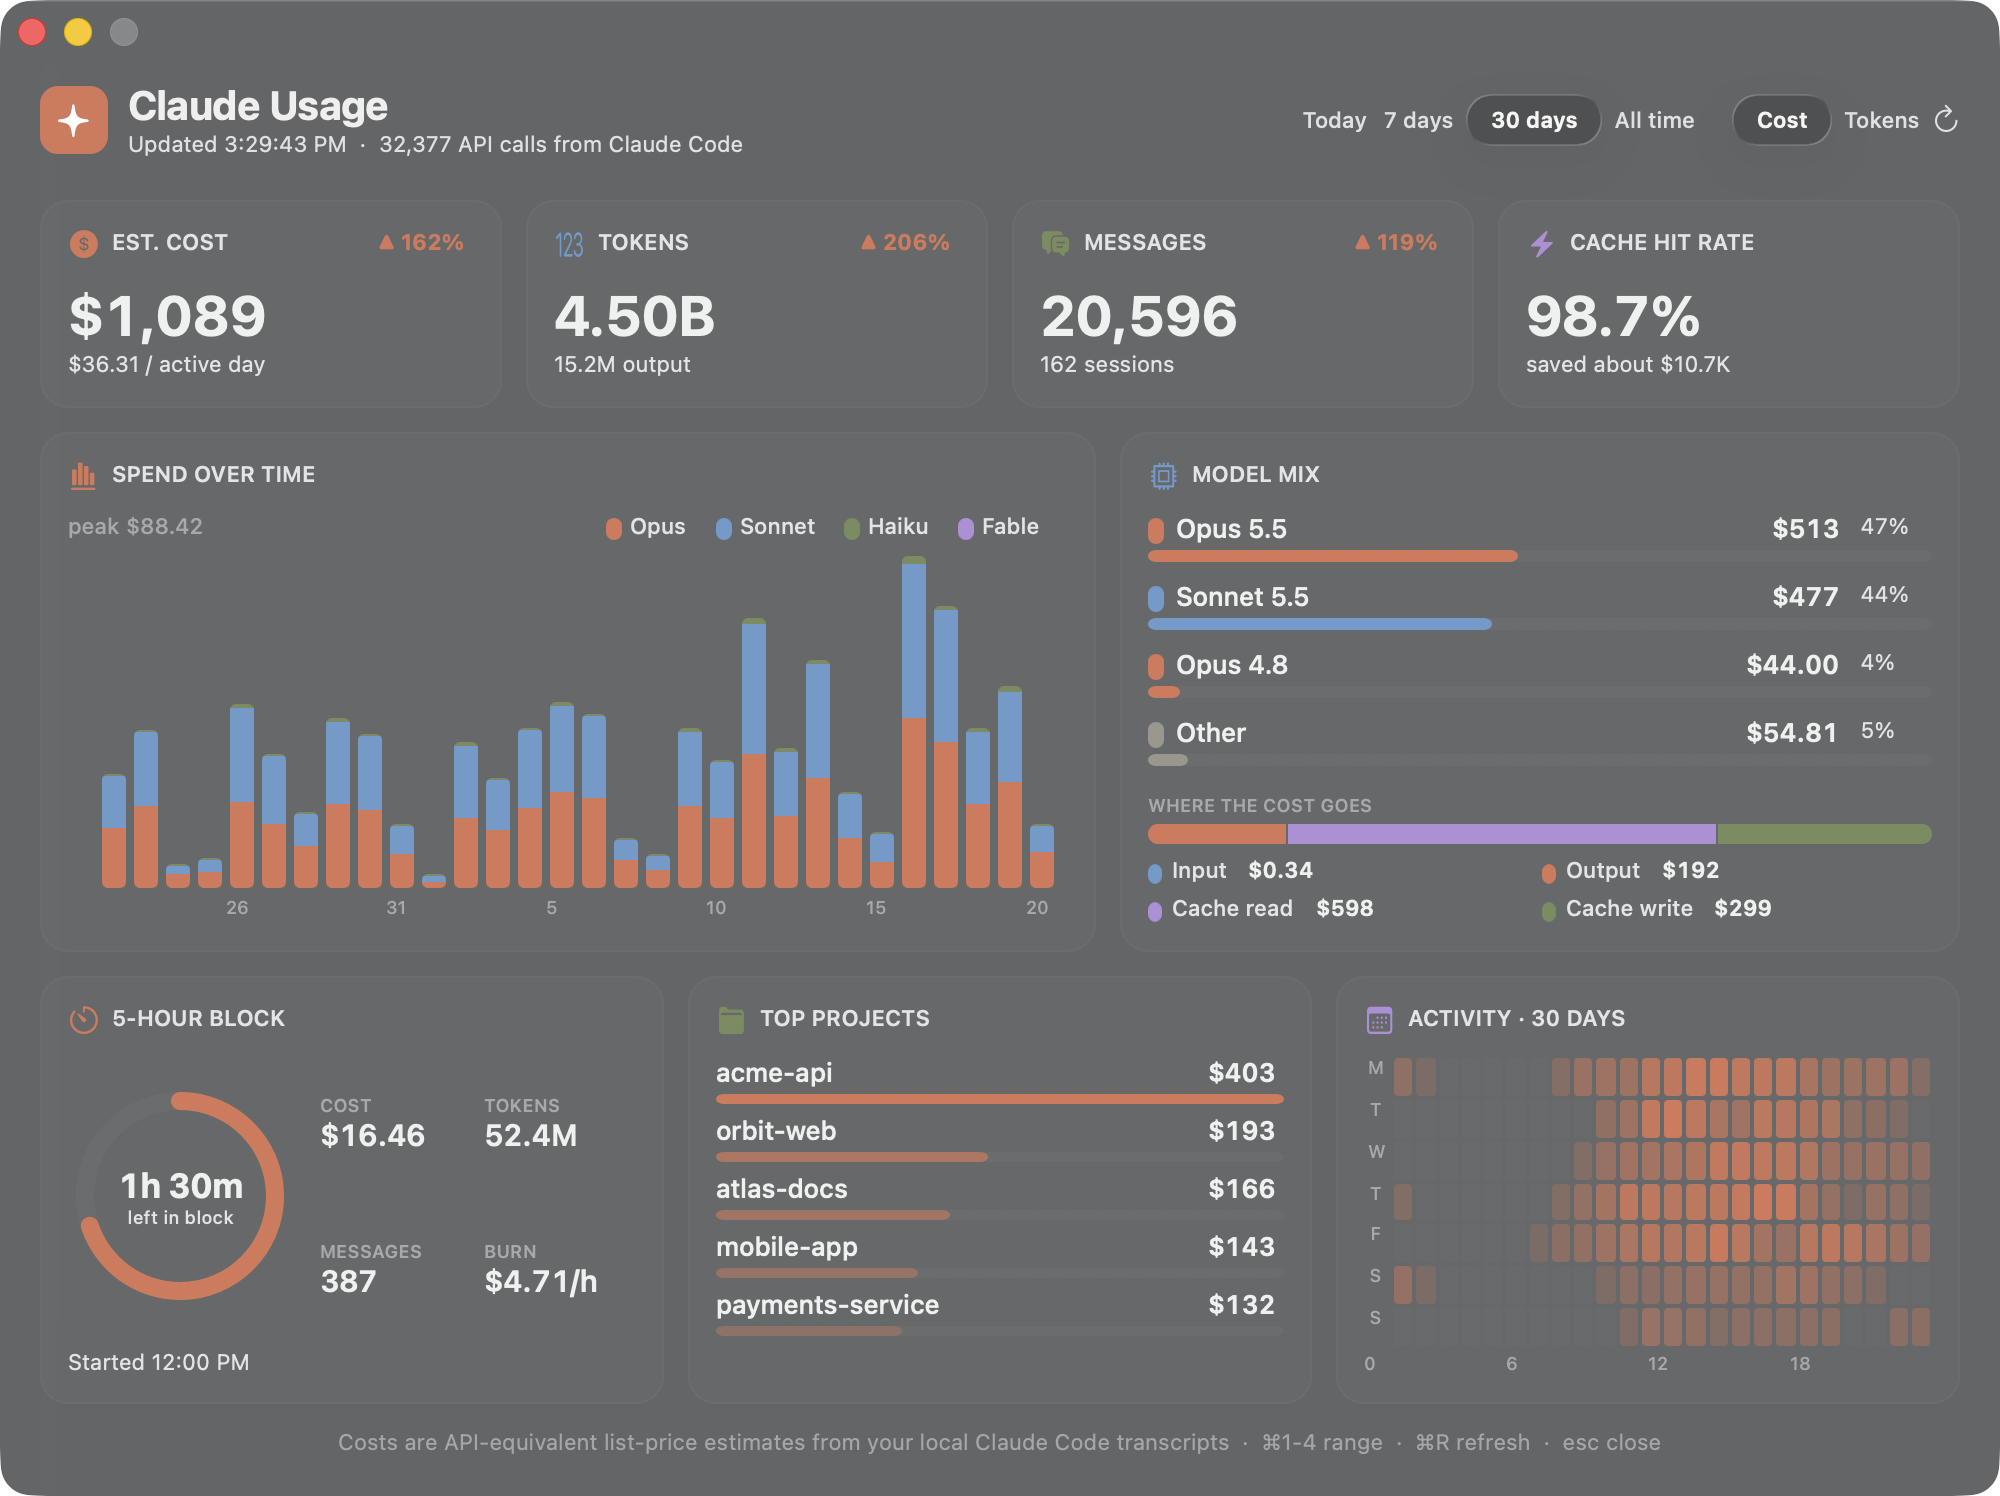 Claude Usage
Updated 3:29:43 PM · 32,377 API calls from Claude Code
Today 7 days 30 days All time Cost Tokens
$ EST. COST ▲ 162%
$1,089
$36.31 / active day
123 TOKENS ▲ 206%
4.50B
15.2M output
MESSAGES ▲ 119%
20,596
162 sessions
CACHE HIT RATE
98.7%
saved about $10.7K
SPEND OVER TIME
peak $88.42 Opus Sonnet Haiku Fable
26 31 5 10 15 20
MODEL MIX
Opus 5.5 $513 47%
Sonnet 5.5 $477 44%
Opus 4.8 $44.00 4%
Other $54.81 5%
WHERE THE COST GOES
Input $0.34 Output $192
Cache read $598 Cache write $299
5-HOUR BLOCK
1h 30m
left in block
COST TOKENS
$16.46 52.4M
MESSAGES BURN
387 $4.71/h
Started 12:00 PM
TOP PROJECTS
acme-api $403
orbit-web $193
atlas-docs $166
mobile-app $143
payments-service $132
ACTIVITY · 30 DAYS
M
T
W
T
F
S
S
0 6 12 18
Costs are API-equivalent list-price estimates from your local Claude Code transcripts · ⌘1-4 range · ⌘R refresh · esc close